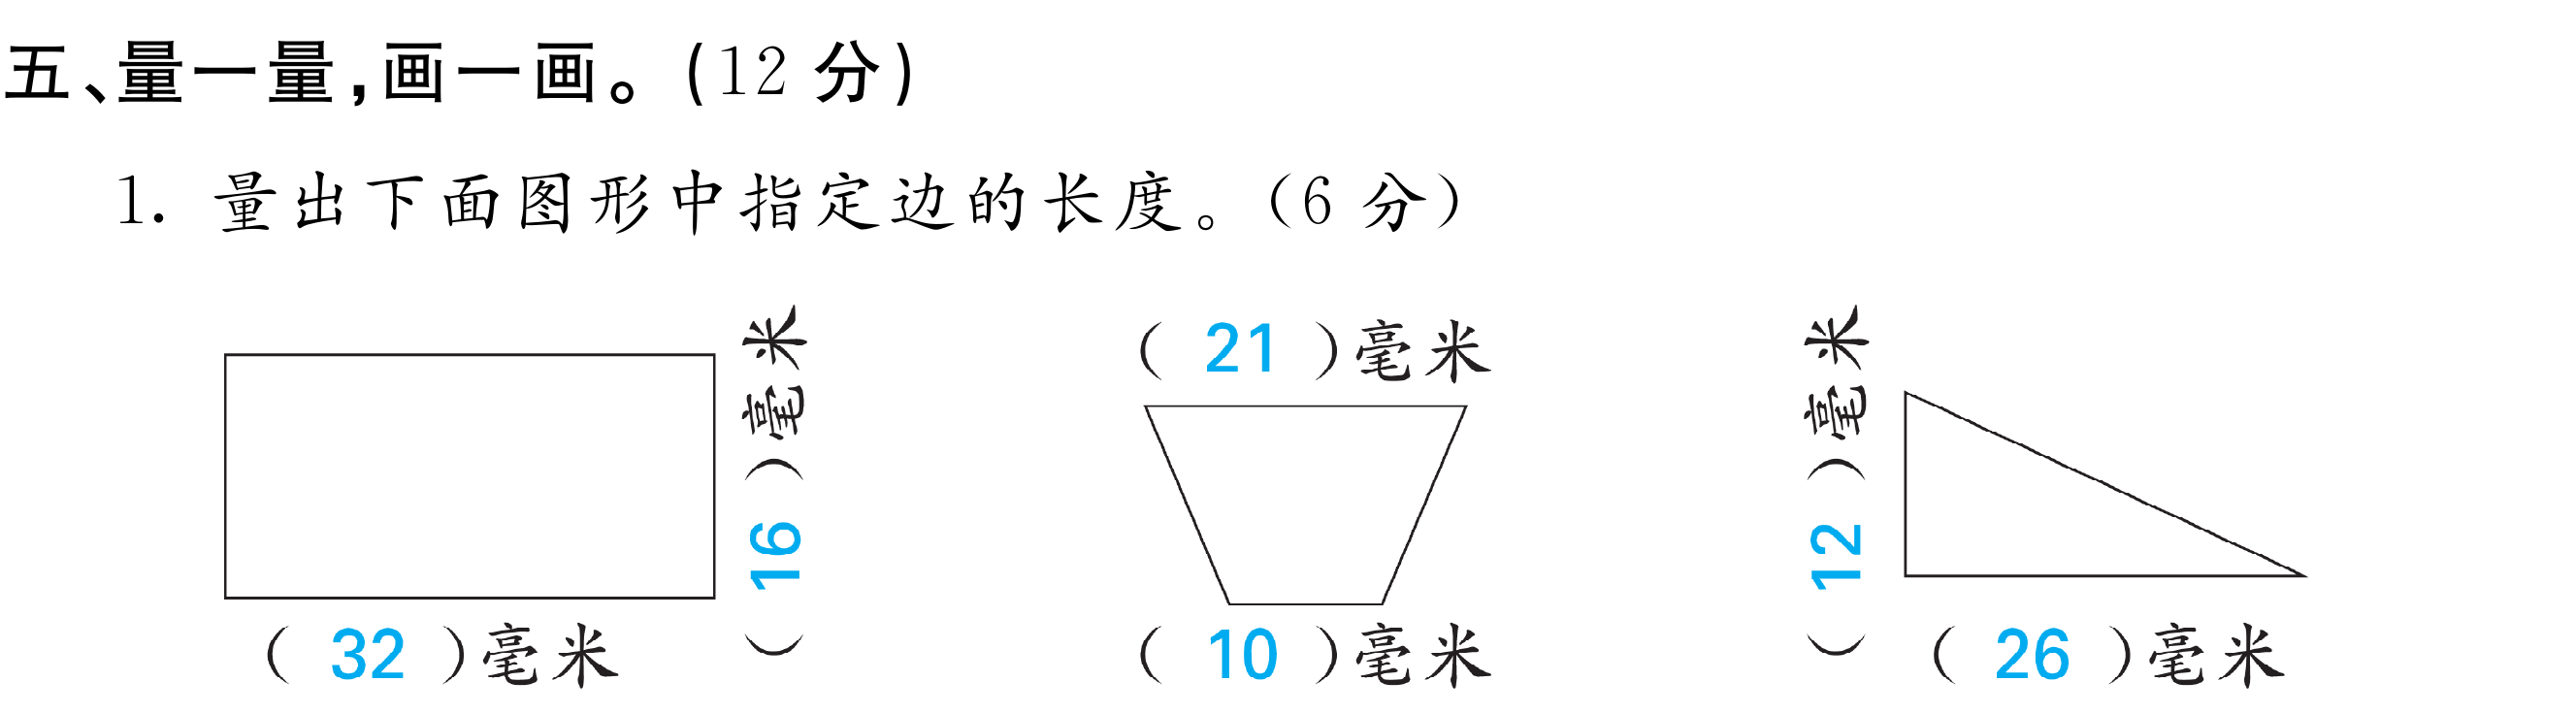 五、量一量,画一画。(12 分)
1. 量出下面图形中指定边的长度。(6 分)
( 32 )毫米
( 16 )毫米
( 21 )毫米
( 10 )毫米
( 12 )毫米
( 26 )毫米